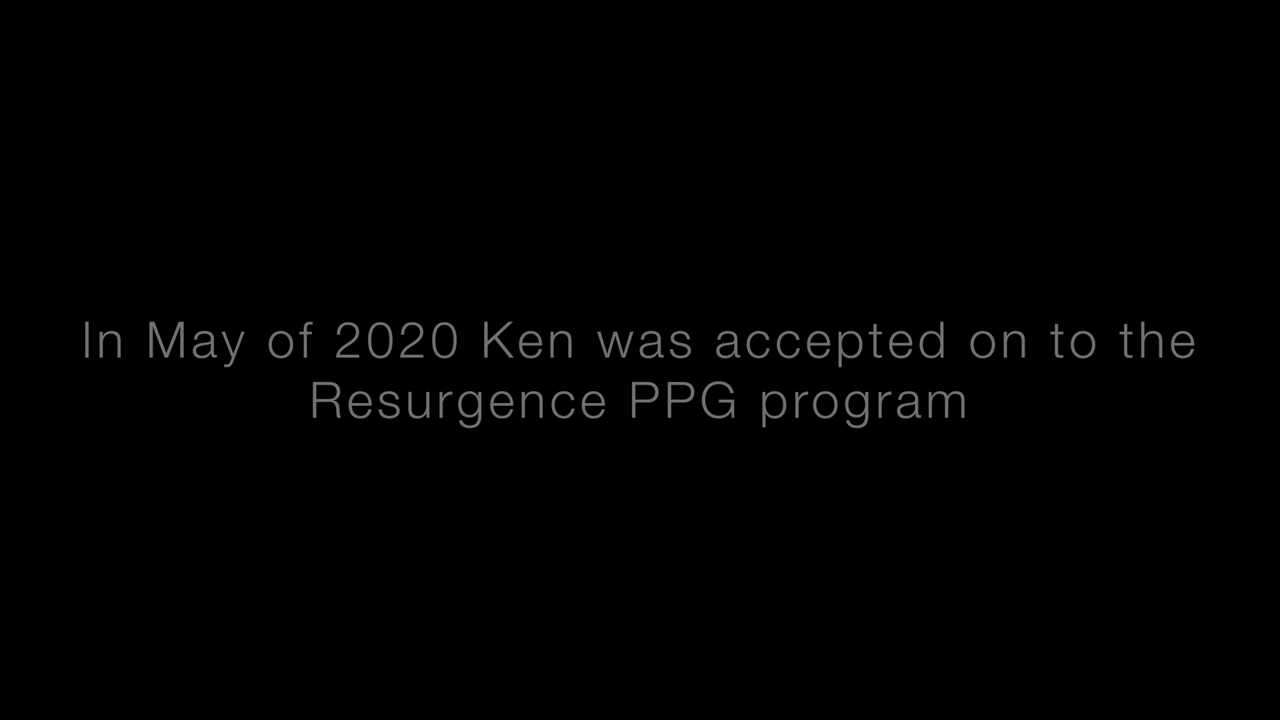 In May of 2020 Ken was accepted on to the
Resurgence PPG program